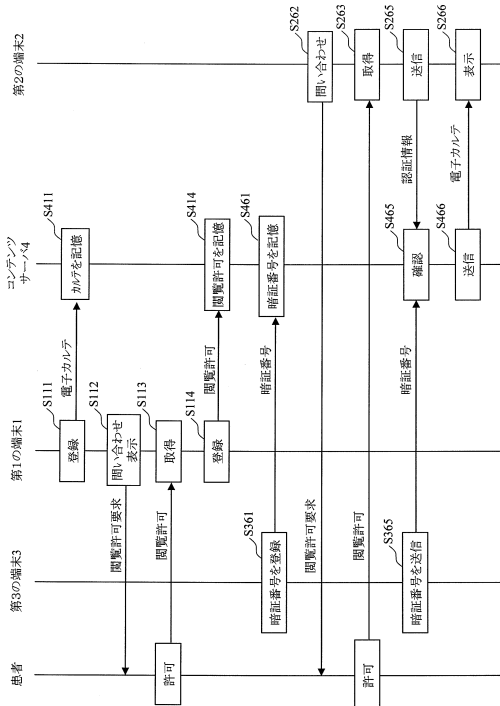 患者
第3の端末3
第1の端末1
コンテンツ
サーバ4
第2の端末2
S111
登録
電子カルテ
S411
カルテを記憶
S112
問い合わせ
表示
閲覧許可要求
許可
閲覧許可
S113
取得
S114
登録
閲覧許可
S414
閲覧許可を記憶
S361
暗証番号を登録
暗証番号
S461
暗証番号を記憶
S262
問い合わせ
閲覧許可要求
許可
閲覧許可
S263
取得
S365
暗証番号を送信
暗証番号
S465
確認
認証情報
S265
送信
S466
送信
電子カルテ
S266
表示